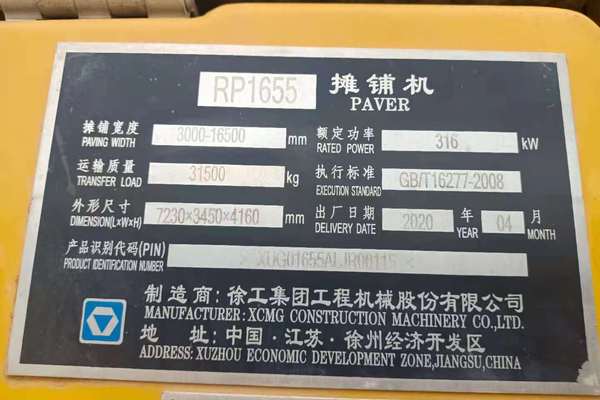 RP1655 摊铺机
PAVER
摊铺宽度 3000-16500 mm 额定功率 316 kW
PAVING WIDTH RATED POWER
运输质量 31500 kg 执行标准 GB/T16277-2008
TRANSFER LOAD EXECUTION STANDARD
外形尺寸 7230×3450×4160 mm 出厂日期 2020 年 04 月
DIMENSION(L×W×H) DELIVERY DATE YEAR MONTH
产品识别代码(PIN)
PRODUCT IDENTIFICATION NUMBER
制造商:徐工集团工程机械股份有限公司
MANUFACTURER: XCMG CONSTRUCTION MACHINERY CO.,LTD.
地址:中国·江苏·徐州经济开发区
ADDRESS: XUZHOU ECONOMIC DEVELOPMENT ZONE,JIANGSU,CHINA